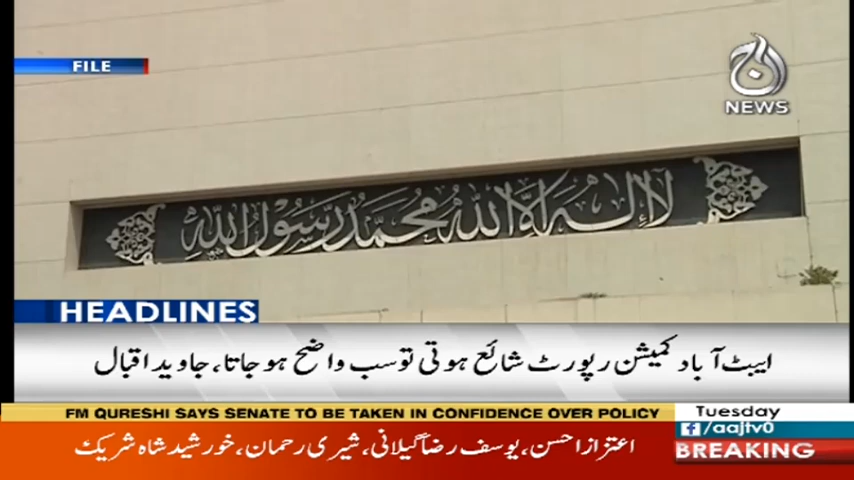 FILE
آج
NEWS
لا إله إلا الله محمد رسول الله
HEADLINES
ایبٹ آباد کمیشن رپورٹ شائع ہوتی تو سب واضح ہو جاتا، جاوید اقبال
FM QURESHI SAYS SENATE TO BE TAKEN IN CONFIDENCE OVER POLICY
Tuesday
/aajtv0
اعتزاز احسن، یوسف رضا گیلانی، شیری رحمان، خورشید شاہ شریک
BREAKING